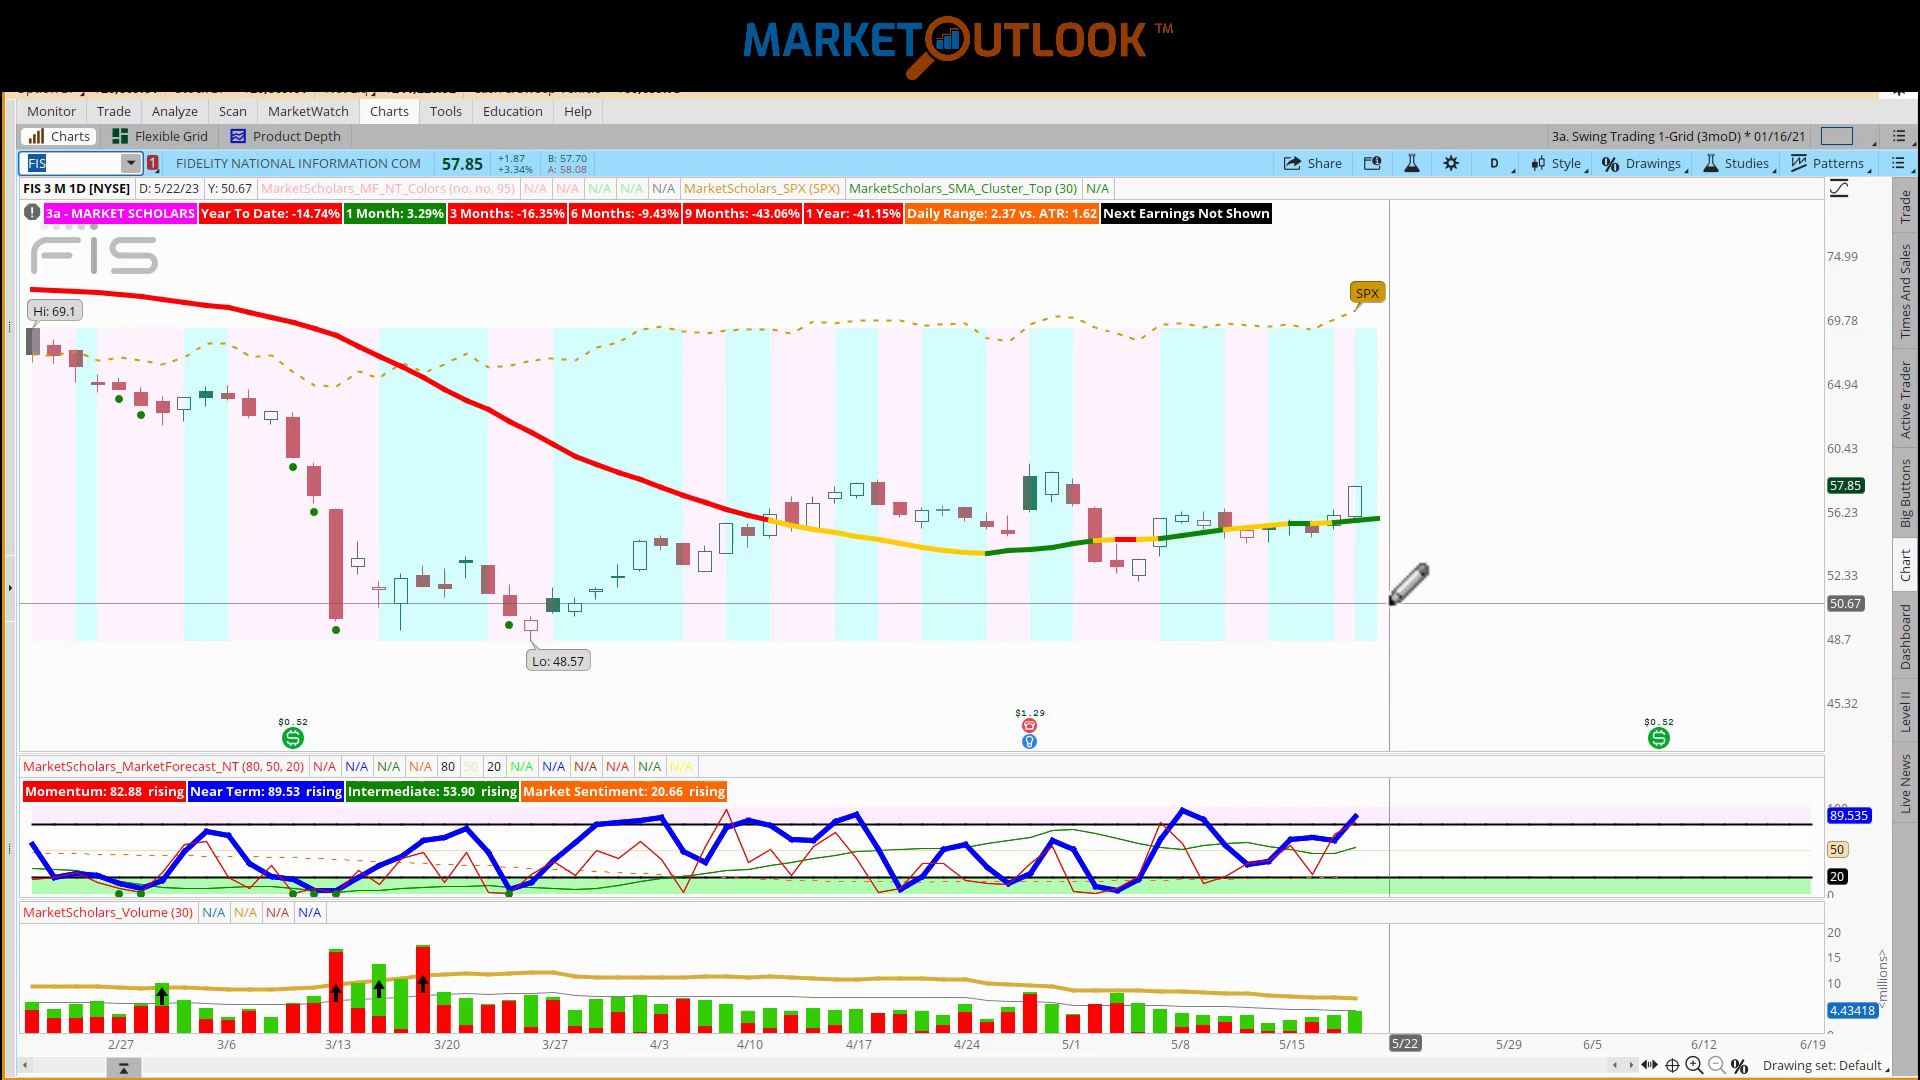 MARKETOUTLOOK™
Monitor Trade Analyze Scan MarketWatch Charts Tools Education Help
Charts Flexible Grid Product Depth 3a. Swing Trading 1-Grid (3moD) * 01/16/21
FIS 1 FIDELITY NATIONAL INFORMATION COM 57.85 +1.87 +3.34% B: 57.70 A: 58.08 Share D Style Drawings Studies Patterns
FIS 3 M 1D [NYSE] D: 5/22/23 Y: 50.67 MarketScholars_MF_NT_Colors (no, no, 95) N/A N/A N/A N/A N/A MarketScholars_SPX (SPX) MarketScholars_SMA_Cluster_Top (30) N/A
3a - MARKET SCHOLARS Year To Date: -14.74% 1 Month: 3.29% 3 Months: -16.35% 6 Months: -9.43% 9 Months: -43.06% 1 Year: -41.15% Daily Range: 2.37 vs. ATR: 1.62 Next Earnings Not Shown
FIS
74.99
SPX
Hi: 69.1
69.78
64.94
60.43
57.85
56.23
52.33
50.67
48.7
Lo: 48.57
45.32
$0.52 $1.29 $0.52
MarketScholars_MarketForecast_NT (80, 50, 20) N/A N/A N/A N/A 80 50 20 N/A N/A N/A N/A N/A N/A
Momentum: 82.88 rising Near Term: 89.53 rising Intermediate: 53.90 rising Market Sentiment: 20.66 rising
89.535
50
20
0
MarketScholars_Volume (30) N/A N/A N/A N/A
20
15
10
4.43418
<millions>
2/27 3/6 3/13 3/20 3/27 4/3 4/10 4/17 4/24 5/1 5/8 5/15 5/22 5/29 6/5 6/12 6/19
Drawing set: Default
Trade
Times And Sales
Active Trader
Big Buttons
Chart
Dashboard
Level II
Live News